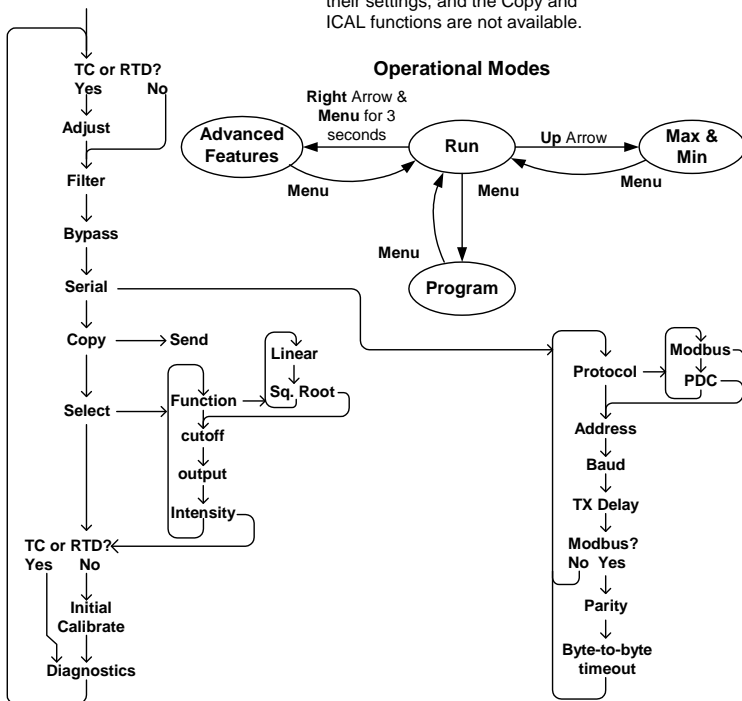 their settings, and the Copy and
ICAL functions are not available.
Operational Modes
Right Arrow &
Menu for 3
seconds
Advanced
Features
Run
Up Arrow
Max &
Min
Menu
Menu
Menu
Menu
Program
TC or RTD?
Yes No
Adjust
Filter
Bypass
Serial
Copy
Send
Select
Function
Linear
Sq. Root
cutoff
output
Intensity
TC or RTD?
Yes No
Initial
Calibrate
Diagnostics
Protocol
Modbus
PDC
Address
Baud
TX Delay
Modbus?
No Yes
Parity
Byte-to-byte
timeout